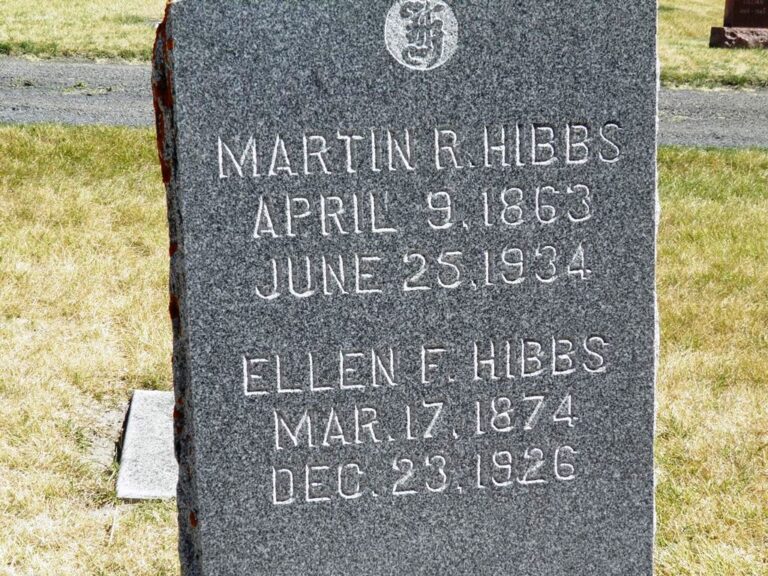 MARTIN R. HIBBS
APRIL 9, 1863
JUNE 25, 1934
ELLEN F. HIBBS
MAR. 17, 1874
DEC. 23, 1926